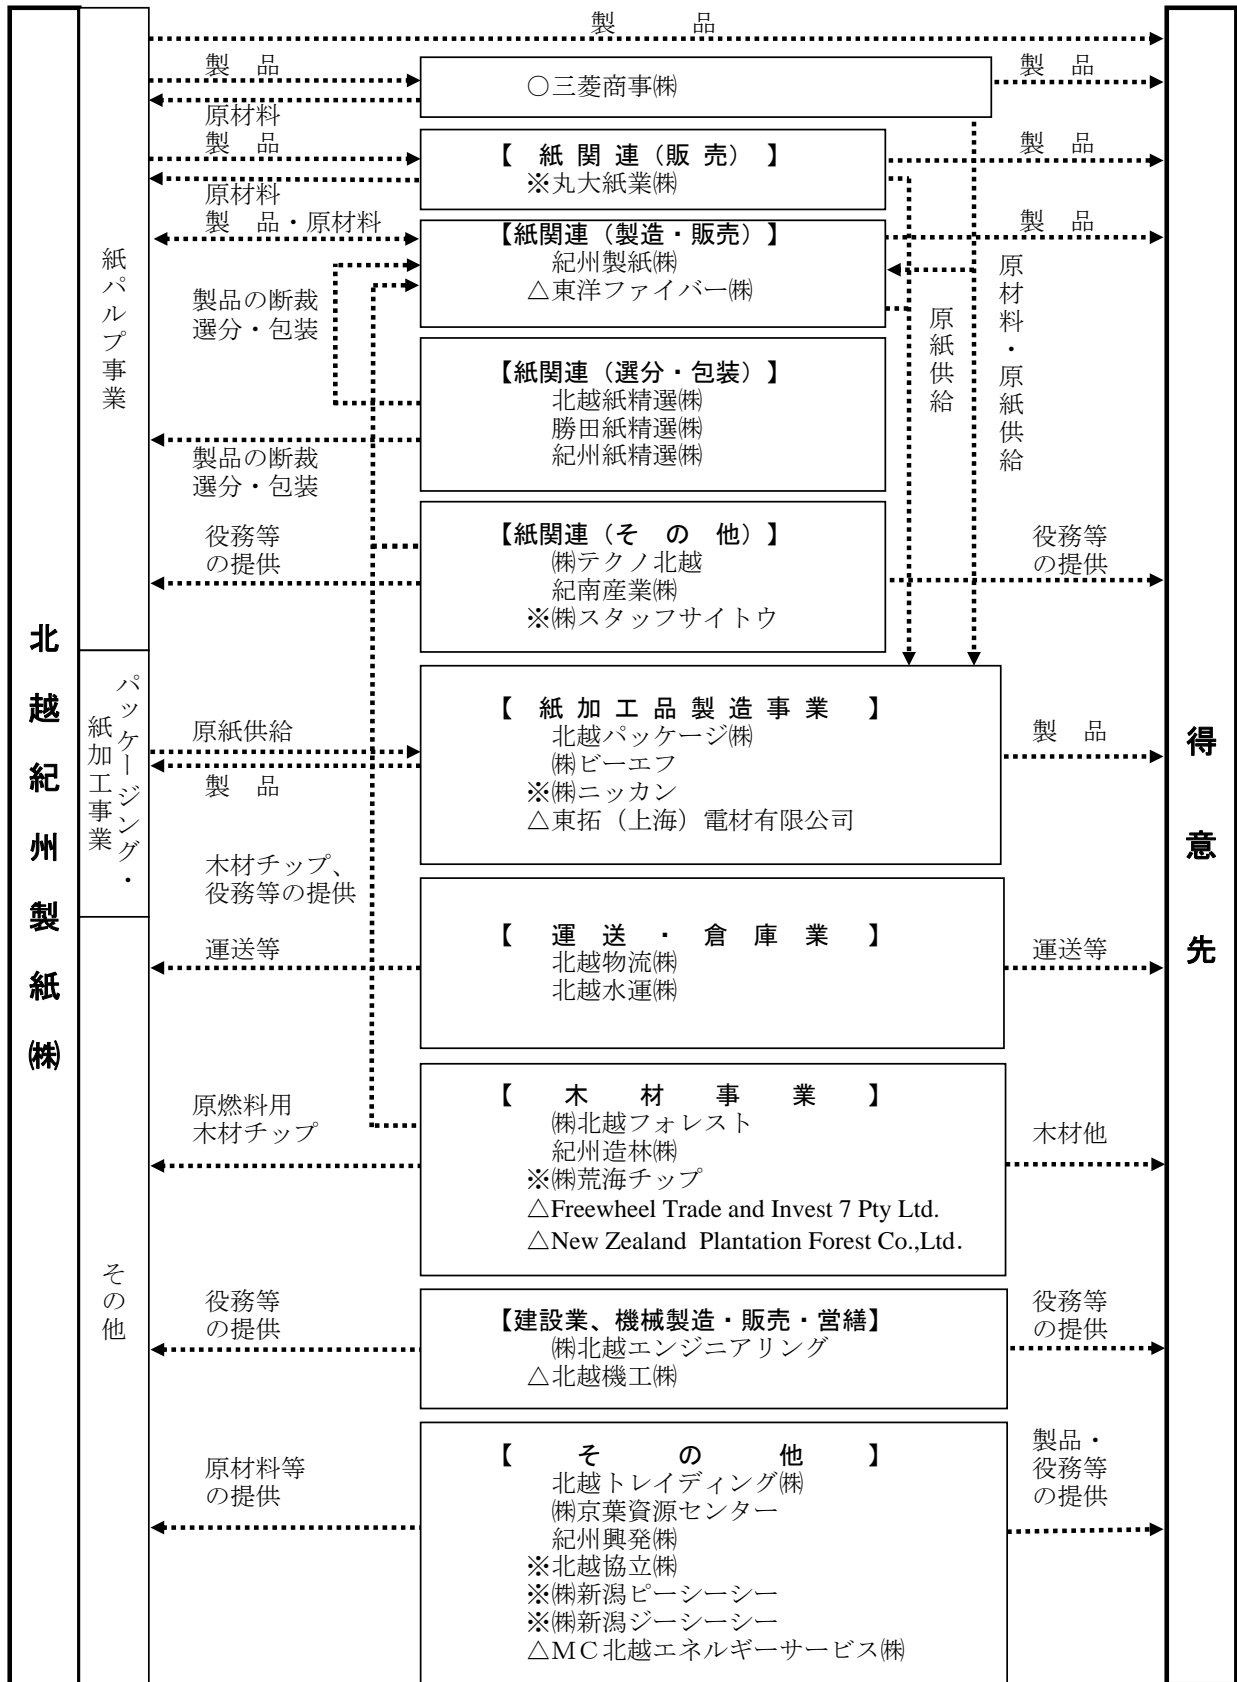 製　品
製　品
○三菱商事㈱
製　品
原材料
製　品
【　紙 関 連（販 売）　】
※丸大紙業㈱
製　品
原材料
製　品・原材料
【紙関連（製造・販売）】
紀州製紙㈱
△東洋ファイバー㈱
製　品
製品の断裁
選分・包装
原紙供給
原材料・原紙供給
【紙関連（選分・包装）】
北越紙精選㈱
勝田紙精選㈱
紀州紙精選㈱
製品の断裁
選分・包装
紙パルプ事業
役務等
の提供
【紙関連（そ　の　他）】
㈱テクノ北越
紀南産業㈱
※㈱スタッフサイトウ
役務等
の提供
北越紀州製紙㈱
得意先
パッケージング・
紙加工事業
原紙供給
製　品
【　紙 加 工 品 製 造 事 業　】
北越パッケージ㈱
㈱ビーエフ
※㈱ニッカン
△東拓（上海）電材有限公司
製　品
木材チップ、
役務等の提供
運送等
【　運　送　・　倉　庫　業　】
北越物流㈱
北越水運㈱
運送等
原燃料用
木材チップ
【　木　材　事　業　】
㈱北越フォレスト
紀州造林㈱
※㈱荒海チップ
△Freewheel Trade and Invest 7 Pty Ltd.
△New Zealand Plantation Forest Co.,Ltd.
木材他
その他
役務等
の提供
【建設業、機械製造・販売・営繕】
㈱北越エンジニアリング
△北越機工㈱
役務等
の提供
原材料等
の提供
【　そ　の　他　】
北越トレイディング㈱
㈱京葉資源センター
紀州興発㈱
※北越協立㈱
※㈱新潟ピーシーシー
※㈱新潟ジーシーシー
△ＭＣ北越エネルギーサービス㈱
製品・
役務等
の提供